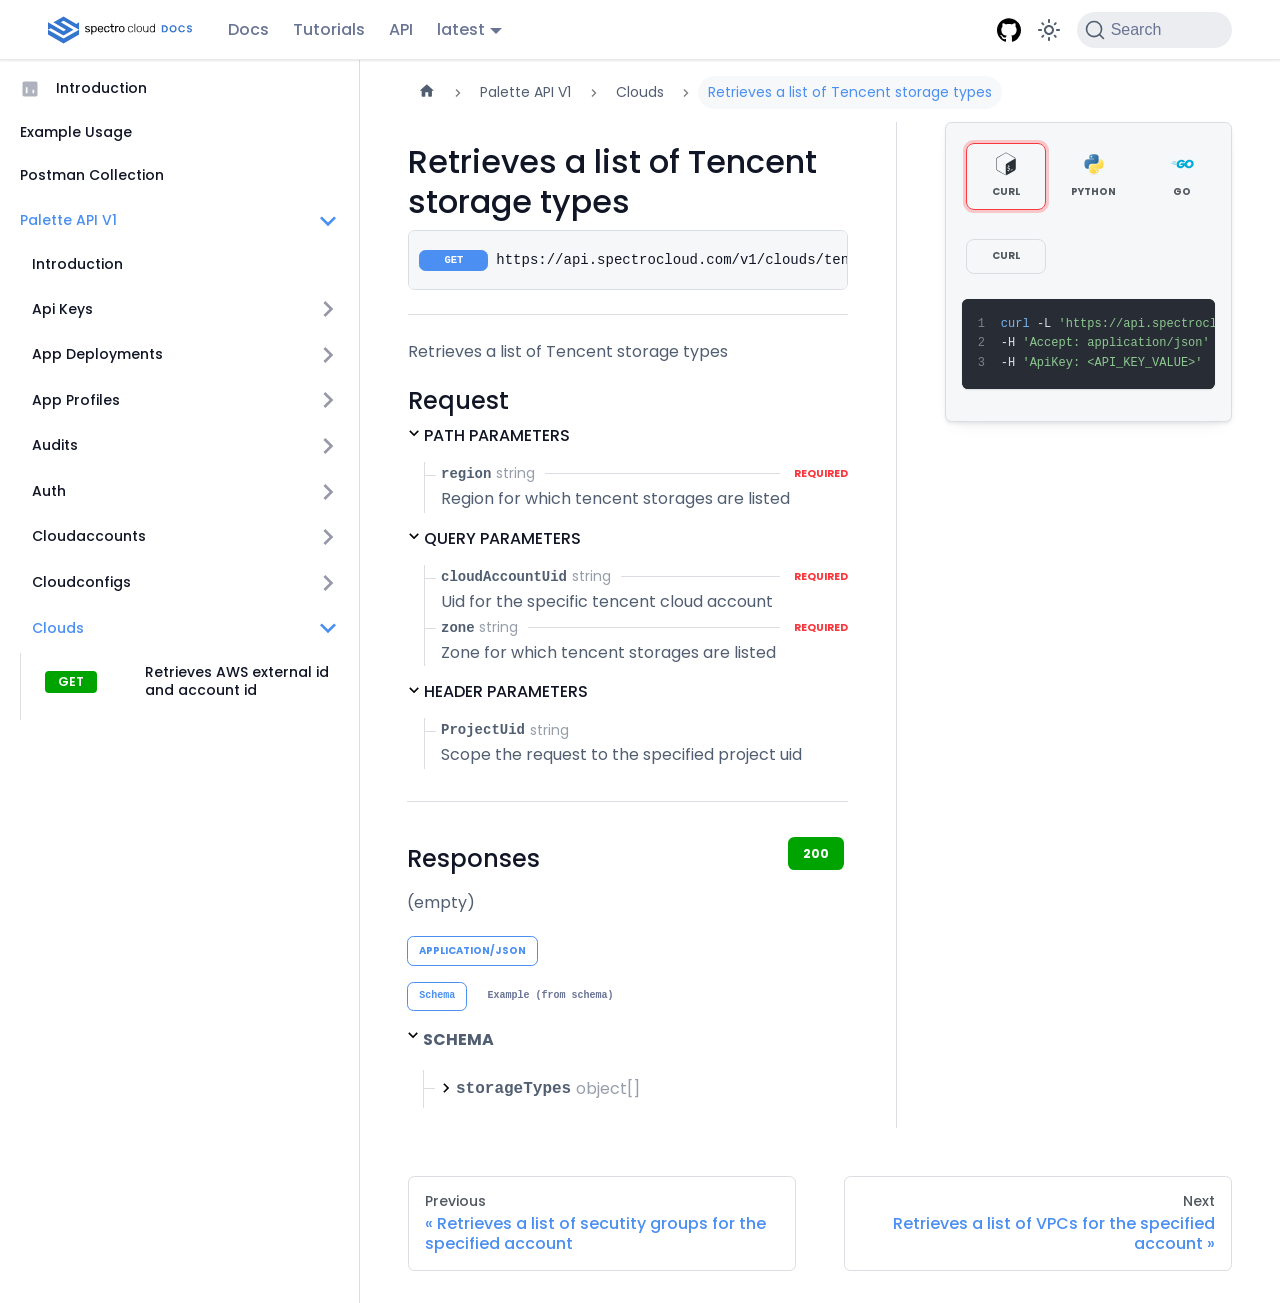 spectro cloud DOCS
Docs
Tutorials
API
latest
Search
Introduction
Example Usage
Postman Collection
Palette API V1
Introduction
Api Keys
App Deployments
App Profiles
Audits
Auth
Cloudaccounts
Cloudconfigs
Clouds
GET
Retrieves AWS external id
and account id
Palette API V1
Clouds
Retrieves a list of Tencent storage types
Retrieves a list of Tencent
storage types
GET https://api.spectrocloud.com/v1/clouds/ten
Retrieves a list of Tencent storage types
Request
PATH PARAMETERS
region string REQUIRED
Region for which tencent storages are listed
QUERY PARAMETERS
cloudAccountUid string REQUIRED
Uid for the specific tencent cloud account
zone string REQUIRED
Zone for which tencent storages are listed
HEADER PARAMETERS
ProjectUid string
Scope the request to the specified project uid
Responses
200
(empty)
APPLICATION/JSON
Schema
Example (from schema)
SCHEMA
storageTypes object[]
CURL
PYTHON
GO
CURL
1 curl -L 'https://api.spectrocl
2 -H 'Accept: application/json'
3 -H 'ApiKey: <API_KEY_VALUE>'
Previous
« Retrieves a list of secutity groups for the
specified account
Next
Retrieves a list of VPCs for the specified
account »